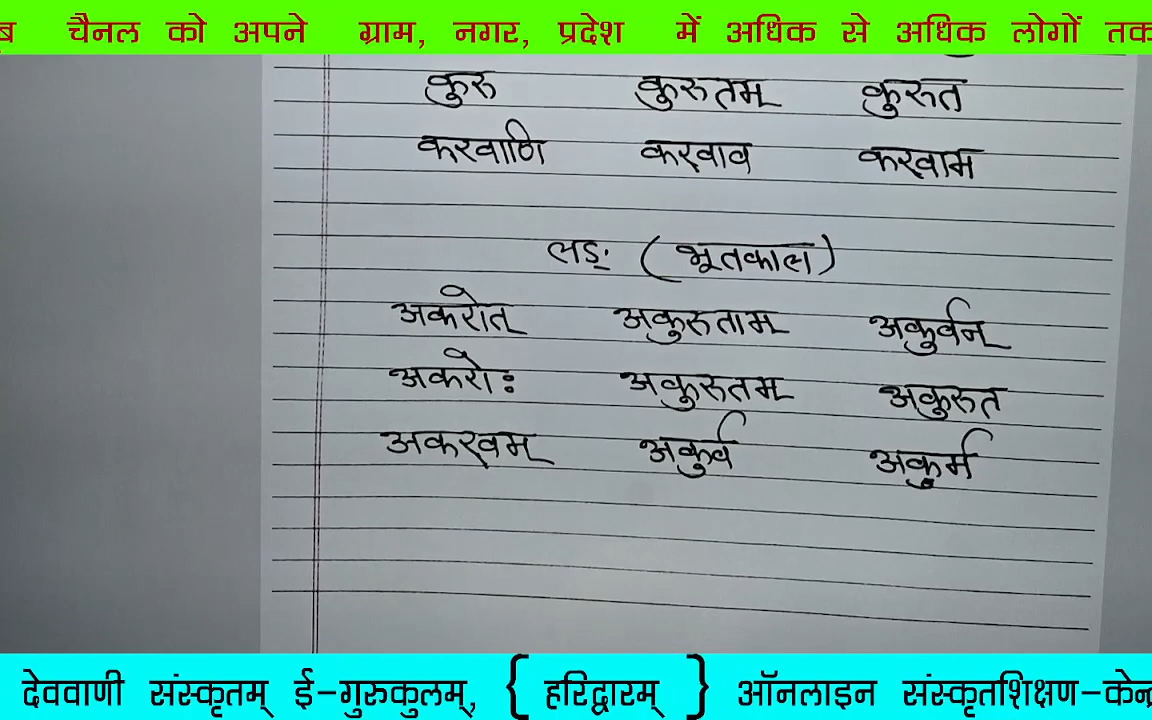 चैनल को अपने ग्राम, नगर, प्रदेश में अधिक से अधिक लोगों तक
कुरु कुरुतम् कुरुत
करवाणि करवाव करवाम
लङ् (भूतकाल)
अकरोत् अकुरुताम् अकुर्वन्
अकरोः अकुरुतम् अकुरुत
अकरवम् अकुर्व अकुर्म
देववाणी संस्कृतम् ई-गुरुकुलम्, { हरिद्वारम् } ऑनलाइन संस्कृतशिक्षण-केन्द्र